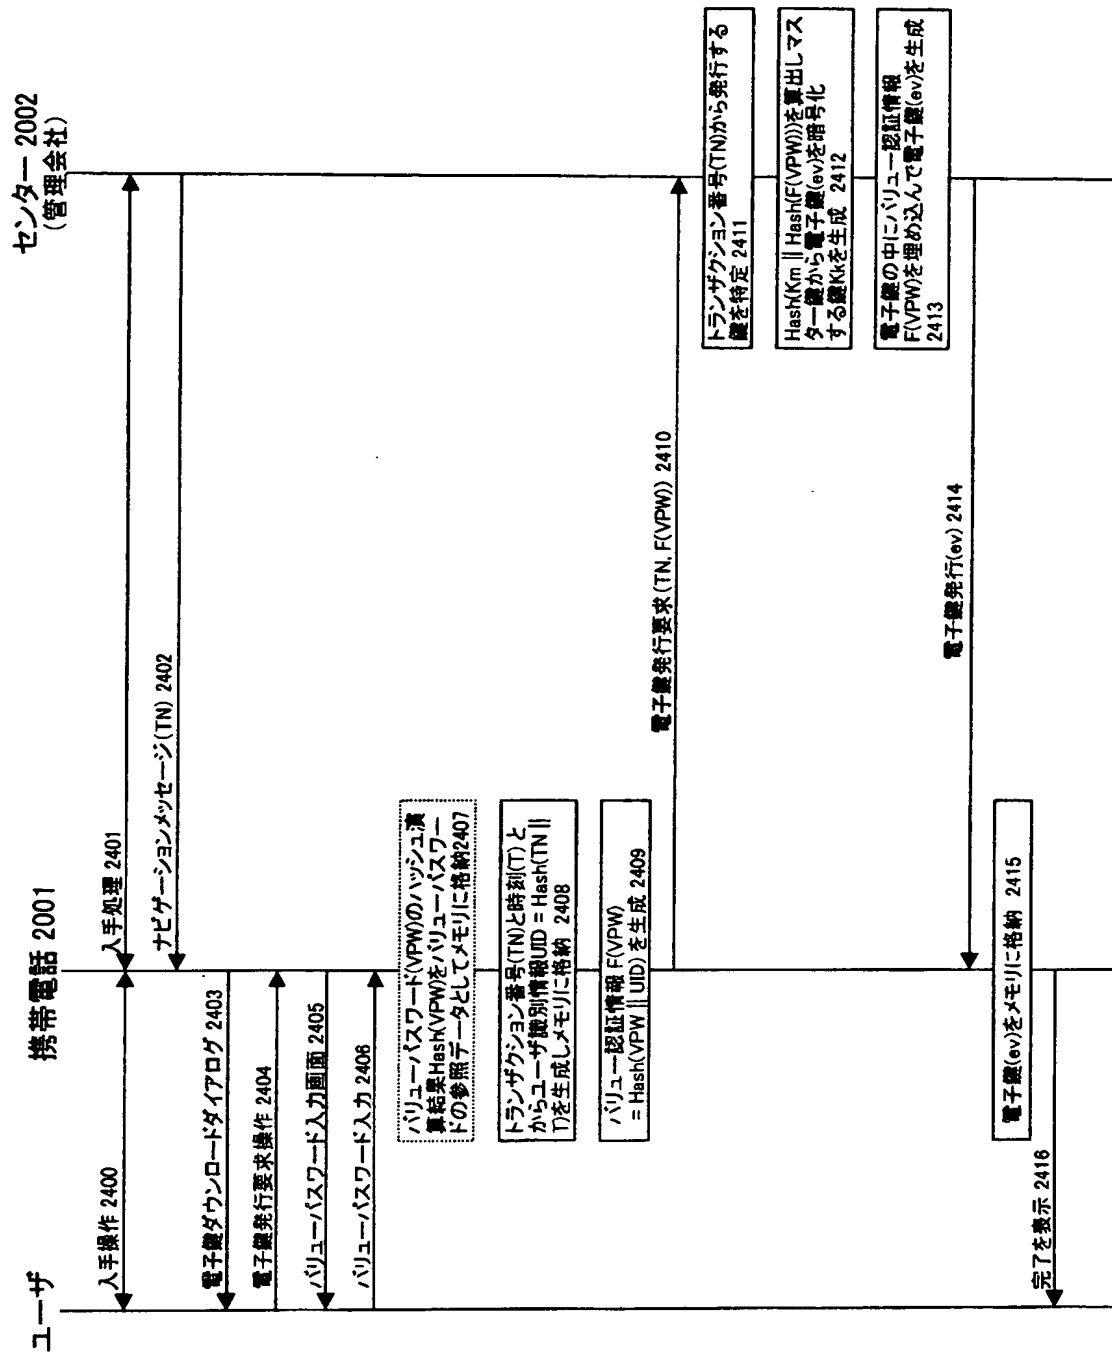 ユーザ
携帯電話 2001
センター 2002
(管理会社)
入手操作 2400
入手処理 2401
ナビゲーションメッセージ(TN) 2402
電子鍵ダウンロードダイアログ 2403
電子鍵発行要求操作 2404
バリューパスワード入力画面 2405
バリューパスワード入力 2406
バリューパスワード(VPW)のハッシュ演
算結果Hash(VPW)をバリューパスワー
ドの参照データとしてメモリに格納2407
トランザクション番号(TN)と時刻(T)と
からユーザ識別情報UID = Hash(TN ||
T)を生成しメモリに格納 2408
バリュー認証情報 F(VPW)
= Hash(VPW || UID) を生成 2409
電子鍵発行要求(TN, F(VPW)) 2410
トランザクション番号(TN)から発行する
鍵を特定 2411
Hash(Km || Hash(F(VPW)))を算出しマス
ター鍵から電子鍵(ev)を暗号化
する鍵Kkを生成 2412
電子鍵の中にバリュー認証情報
F(VPW)を埋め込んで電子鍵(ev)を生成
2413
電子鍵発行(ev) 2414
電子鍵(ev)をメモリに格納 2415
完了を表示 2416